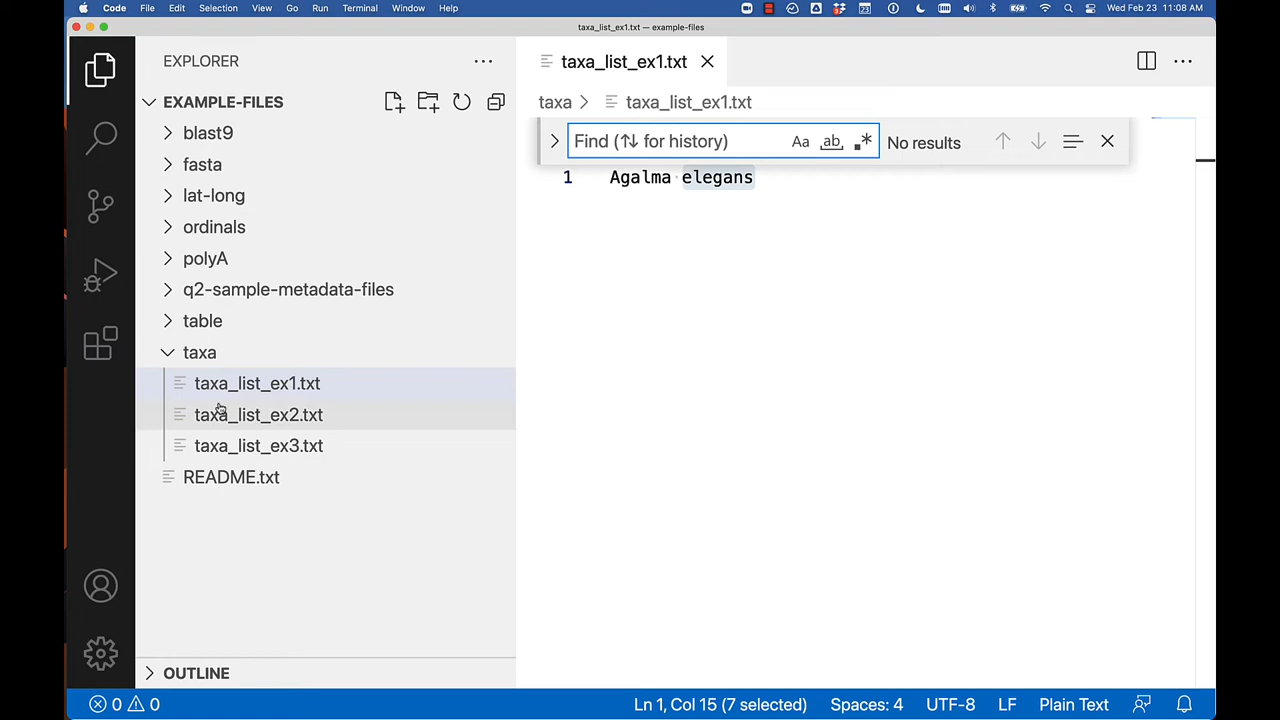 Code File Edit Selection View Go Run Terminal Window Help Wed Feb 23 11:08 AM
taxa_list_ex1.txt — example-files
EXPLORER
EXAMPLE-FILES
blast9
fasta
lat-long
ordinals
polyA
q2-sample-metadata-files
table
taxa
taxa_list_ex1.txt
taxa_list_ex2.txt
taxa_list_ex3.txt
README.txt
OUTLINE
taxa_list_ex1.txt
taxa > taxa_list_ex1.txt
Find (↑↓ for history) Aa ab .* No results
1 Agalma elegans
0 0 Ln 1, Col 15 (7 selected) Spaces: 4 UTF-8 LF Plain Text